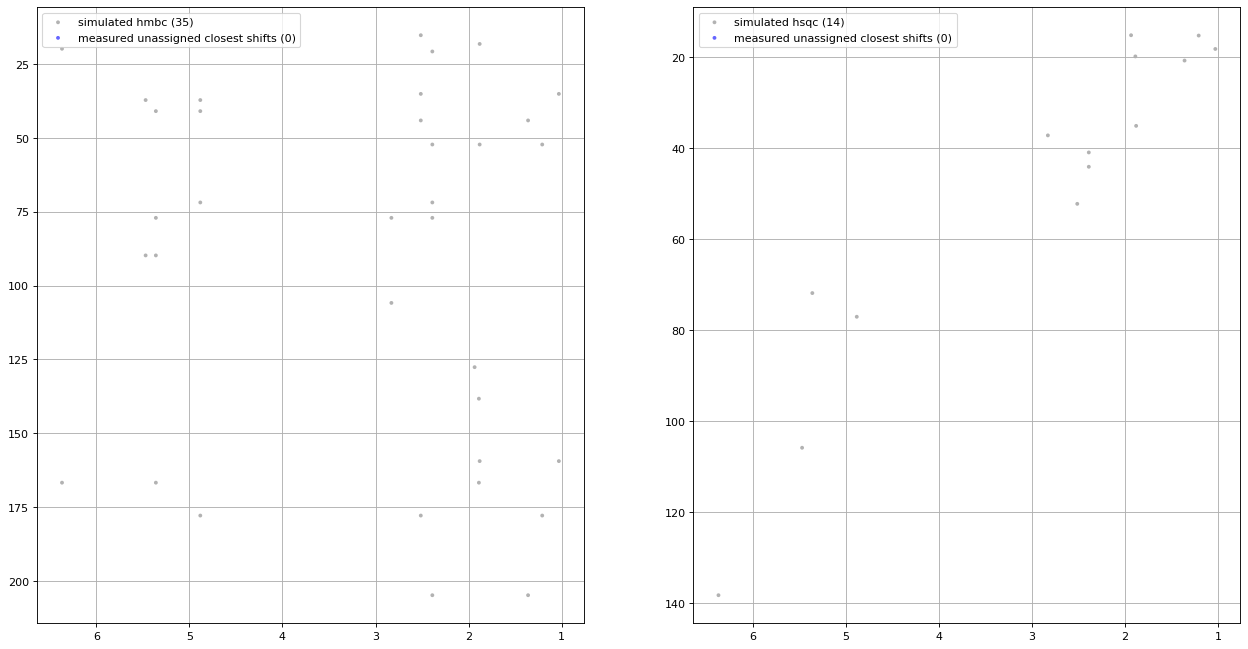 simulated hmbc (35)
measured unassigned closest shifts (0)
25
50
75
100
125
150
175
200
6 5 4 3 2 1
simulated hsqc (14)
measured unassigned closest shifts (0)
20
40
60
80
100
120
140
6 5 4 3 2 1